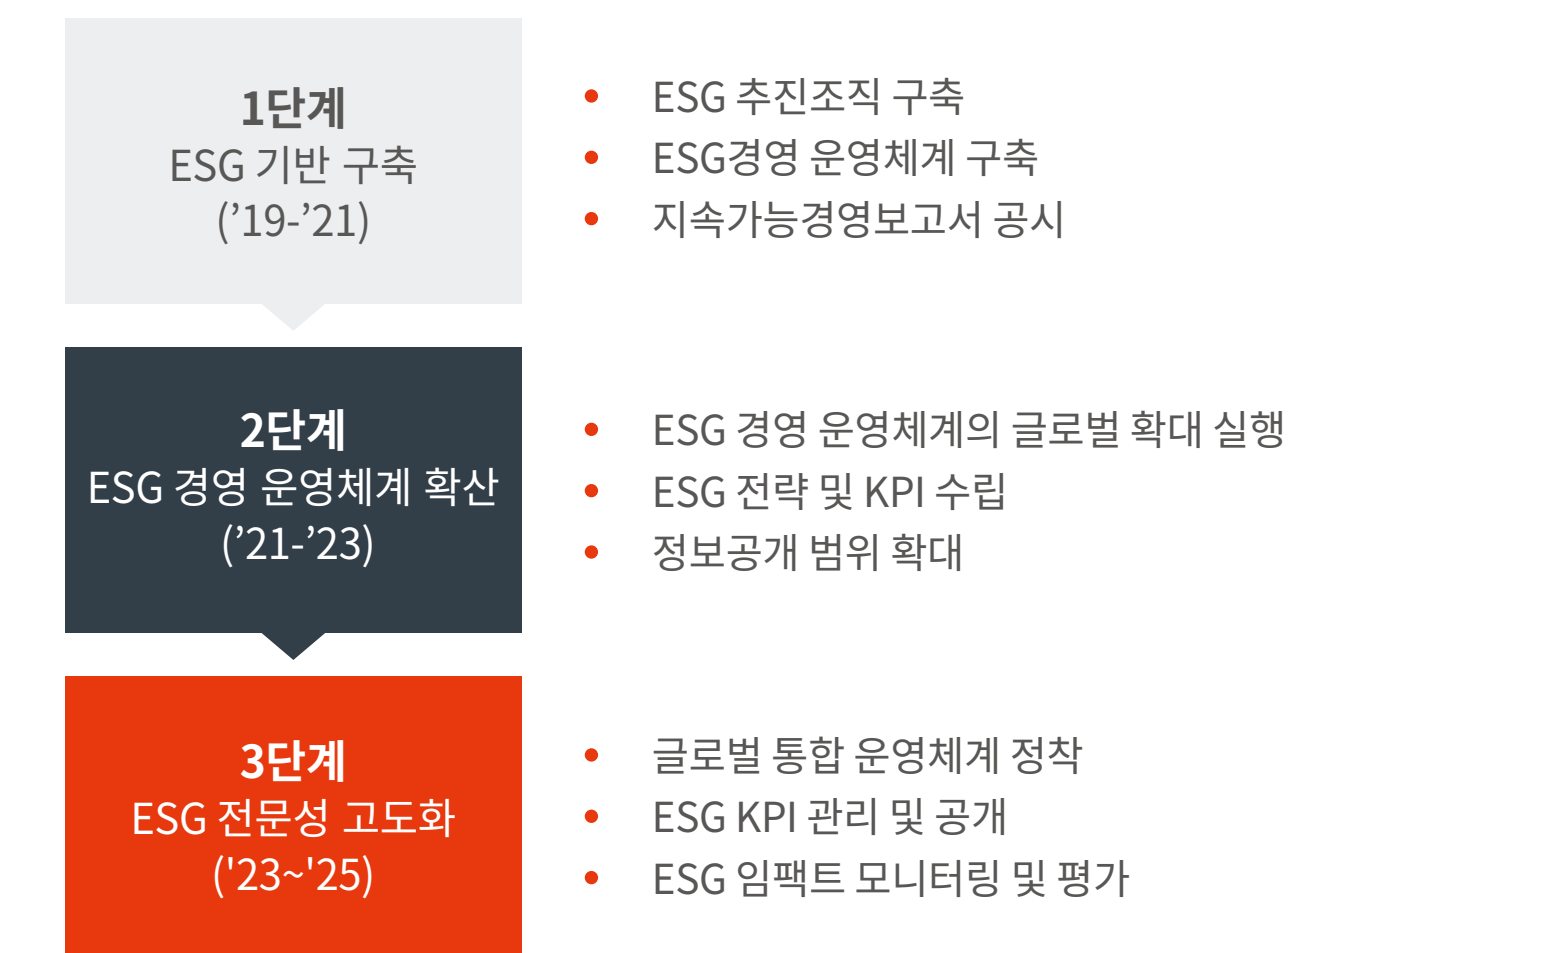 1단계
ESG 기반 구축
(’19-’21)
• ESG 추진조직 구축
• ESG경영 운영체계 구축
• 지속가능경영보고서 공시
2단계
ESG 경영 운영체계 확산
(’21-’23)
• ESG 경영 운영체계의 글로벌 확대 실행
• ESG 전략 및 KPI 수립
• 정보공개 범위 확대
3단계
ESG 전문성 고도화
('23~'25)
• 글로벌 통합 운영체계 정착
• ESG KPI 관리 및 공개
• ESG 임팩트 모니터링 및 평가